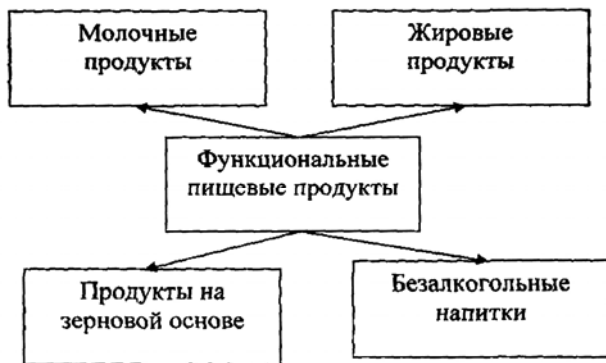 Молочные
продукты
Жировые
продукты
Функциональные
пищевые продукты
Продукты на
зерновой основе
Безалкогольные
напитки